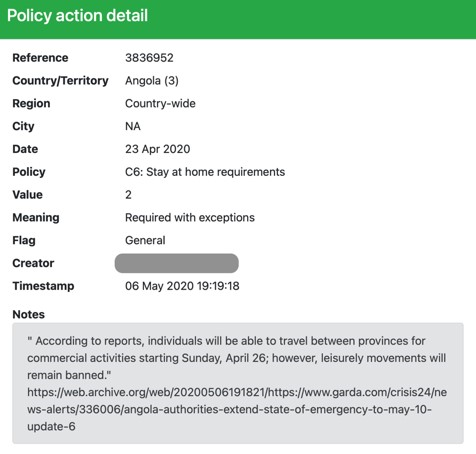 Policy action detail
Reference 3836952
Country/Territory Angola (3)
Region Country-wide
City NA
Date 23 Apr 2020
Policy C6: Stay at home requirements
Value 2
Meaning Required with exceptions
Flag General
Creator
Timestamp 06 May 2020 19:19:18
Notes
" According to reports, individuals will be able to travel between provinces for
commercial activities starting Sunday, April 26; however, leisurely movements will
remain banned."
https://web.archive.org/web/20200506191821/https://www.garda.com/crisis24/ne
ws-alerts/336006/angola-authorities-extend-state-of-emergency-to-may-10-
update-6